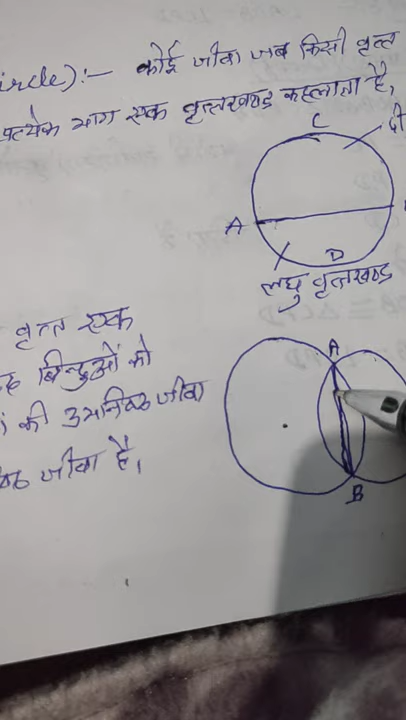 ircle):- कोई जीवा जब किसी वृत्त
प्रत्येक भाग एक वृत्तखण्ड कहलाता है,
C
दी
A
D
लघु वृत्तखण्ड
वृत्त एक
बिन्दुओं को
A
की उभयनिष्ठ जीवा
जीवा है,
B